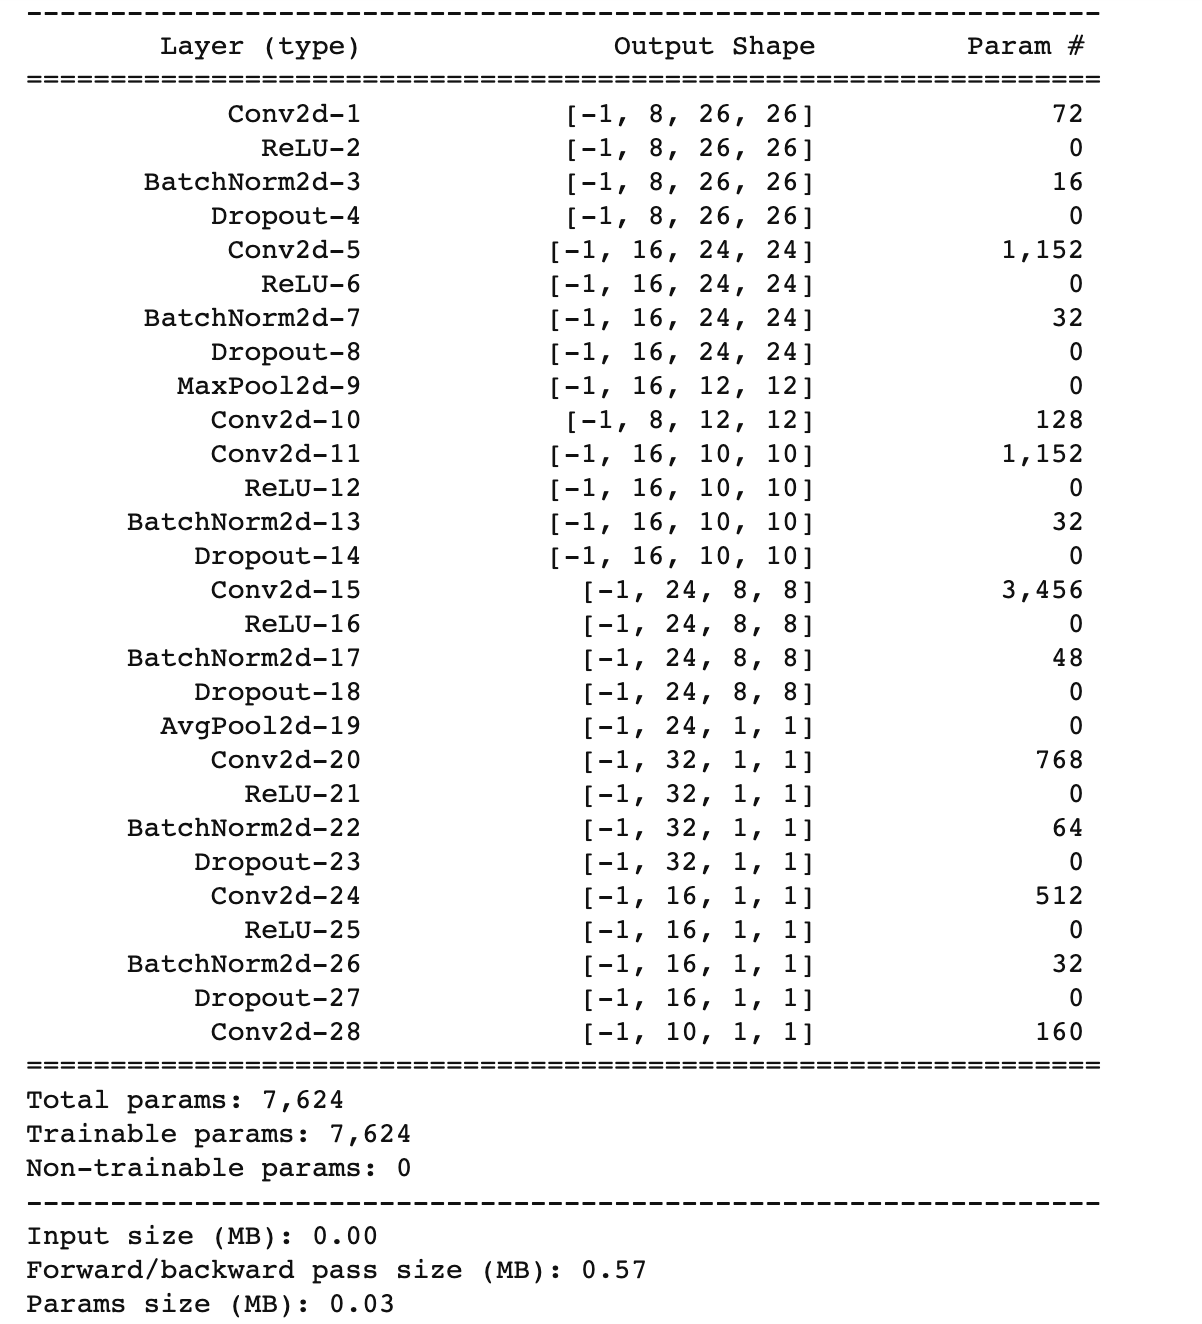 ----------------------------------------------------------------
Layer (type) Output Shape Param #
================================================================
Conv2d-1 [-1, 8, 26, 26] 72
ReLU-2 [-1, 8, 26, 26] 0
BatchNorm2d-3 [-1, 8, 26, 26] 16
Dropout-4 [-1, 8, 26, 26] 0
Conv2d-5 [-1, 16, 24, 24] 1,152
ReLU-6 [-1, 16, 24, 24] 0
BatchNorm2d-7 [-1, 16, 24, 24] 32
Dropout-8 [-1, 16, 24, 24] 0
MaxPool2d-9 [-1, 16, 12, 12] 0
Conv2d-10 [-1, 8, 12, 12] 128
Conv2d-11 [-1, 16, 10, 10] 1,152
ReLU-12 [-1, 16, 10, 10] 0
BatchNorm2d-13 [-1, 16, 10, 10] 32
Dropout-14 [-1, 16, 10, 10] 0
Conv2d-15 [-1, 24, 8, 8] 3,456
ReLU-16 [-1, 24, 8, 8] 0
BatchNorm2d-17 [-1, 24, 8, 8] 48
Dropout-18 [-1, 24, 8, 8] 0
AvgPool2d-19 [-1, 24, 1, 1] 0
Conv2d-20 [-1, 32, 1, 1] 768
ReLU-21 [-1, 32, 1, 1] 0
BatchNorm2d-22 [-1, 32, 1, 1] 64
Dropout-23 [-1, 32, 1, 1] 0
Conv2d-24 [-1, 16, 1, 1] 512
ReLU-25 [-1, 16, 1, 1] 0
BatchNorm2d-26 [-1, 16, 1, 1] 32
Dropout-27 [-1, 16, 1, 1] 0
Conv2d-28 [-1, 10, 1, 1] 160
================================================================
Total params: 7,624
Trainable params: 7,624
Non-trainable params: 0
----------------------------------------------------------------
Input size (MB): 0.00
Forward/backward pass size (MB): 0.57
Params size (MB): 0.03